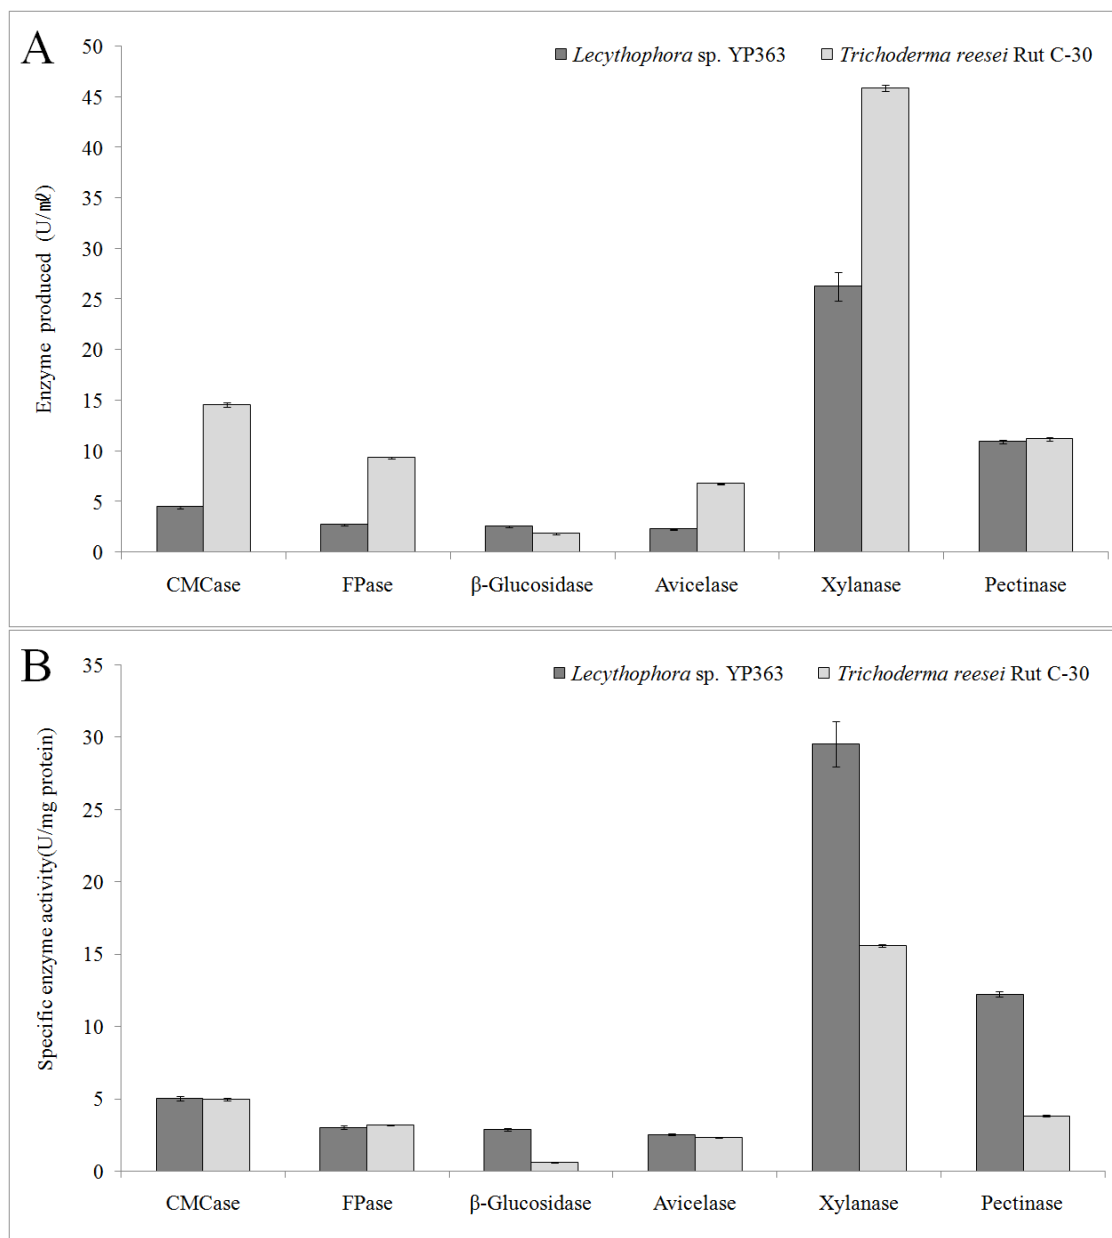 A
Lecythophora sp. YP363 Trichoderma reesei Rut C-30
Enzyme produced (U/㎖)
50
45
40
35
30
25
20
15
10
5
0
CMCase FPase β-Glucosidase Avicelase Xylanase Pectinase
B
Lecythophora sp. YP363 Trichoderma reesei Rut C-30
Specific enzyme activity(U/mg protein)
35
30
25
20
15
10
5
0
CMCase FPase β-Glucosidase Avicelase Xylanase Pectinase